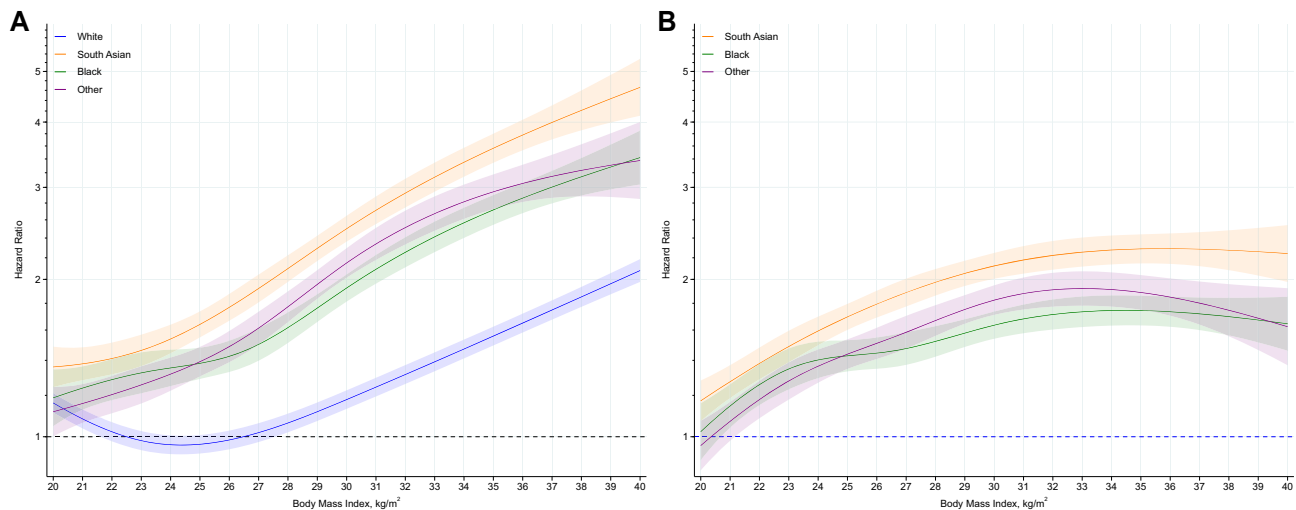 A
White
South Asian
Black
Other
5
4
3
2
1
Hazard Ratio
20 21 22 23 24 25 26 27 28 29 30 31 32 33 34 35 36 37 38 39 40
Body Mass Index, kg/m²
B
South Asian
Black
Other
5
4
3
2
1
Hazard Ratio
20 21 22 23 24 25 26 27 28 29 30 31 32 33 34 35 36 37 38 39 40
Body Mass Index, kg/m²